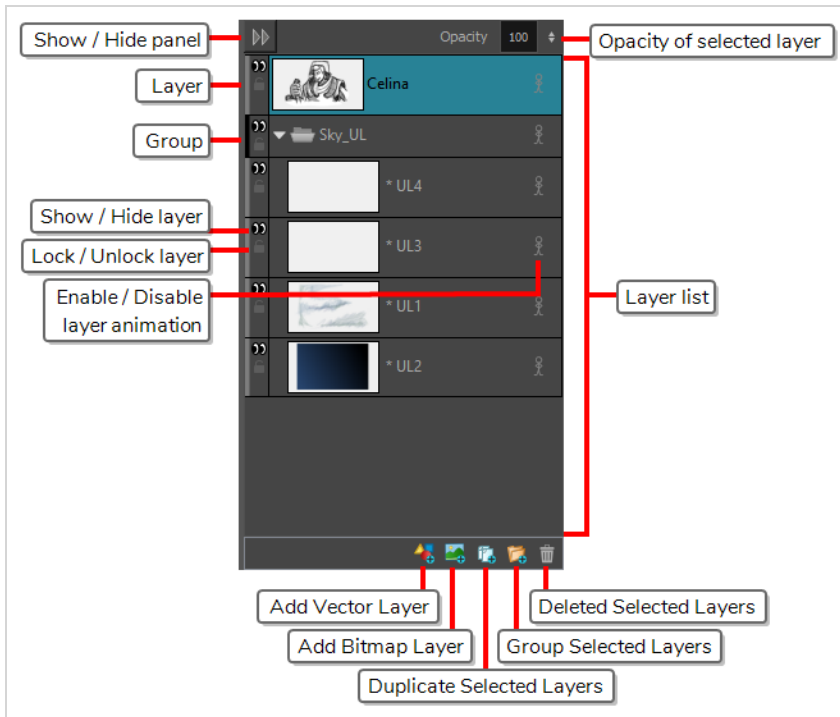 Show / Hide panel
Opacity 100
Opacity of selected layer
Layer
Celina
Group
Sky_UL
* UL4
Show / Hide layer
Lock / Unlock layer
* UL3
Enable / Disable
layer animation
Layer list
* UL1
* UL2
Add Vector Layer
Deleted Selected Layers
Add Bitmap Layer
Group Selected Layers
Duplicate Selected Layers